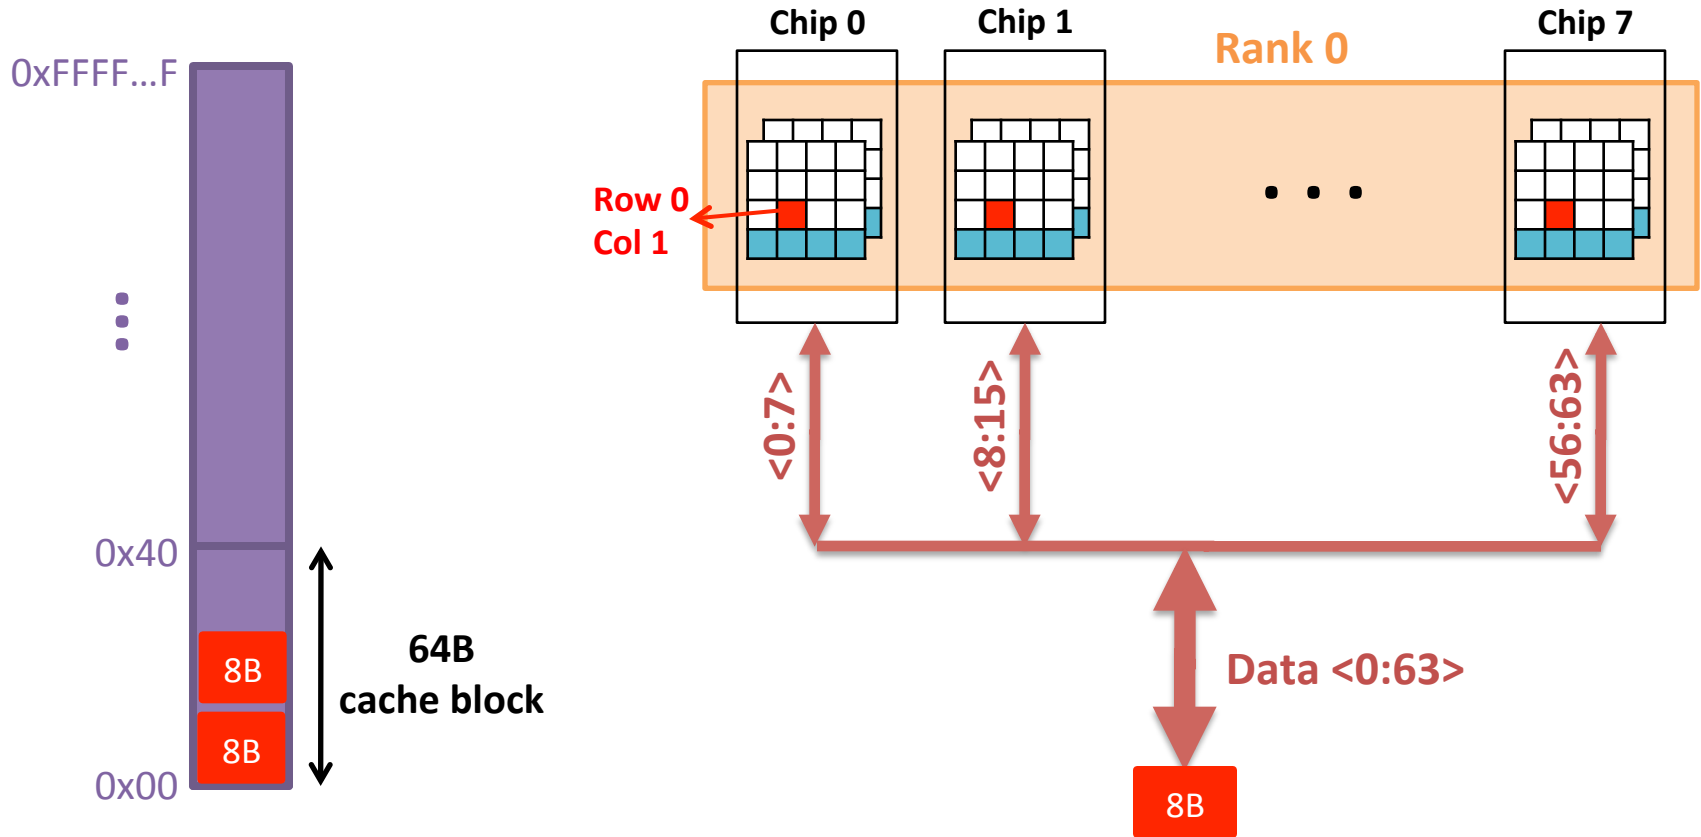 Chip 0
Chip 1
Chip 7
Rank 0
0xFFFF...F
Row 0
Col 1
<0:7>
<8:15>
<56:63>
0x40
64B
cache block
8B
8B
0x00
Data <0:63>
8B